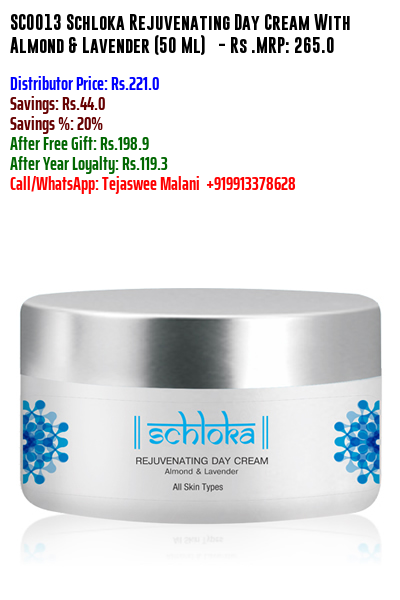 SC0013 Schloka Rejuvenating Day Cream With
Almond & Lavender (50 Ml) - Rs .MRP: 265.0
Distributor Price: Rs.221.0
Savings: Rs.44.0
Savings %: 20%
After Free Gift: Rs.198.9
After Year Loyalty: Rs.119.3
Call/WhatsApp: Tejaswee Malani +919913378628
|| schloka ||
REJUVENATING DAY CREAM
Almond & Lavender
All Skin Types